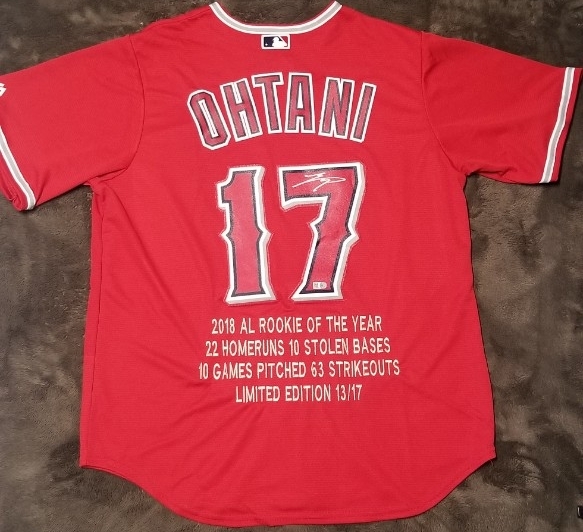 OHTANI
17
2018 AL ROOKIE OF THE YEAR
22 HOMERUNS 10 STOLEN BASES
10 GAMES PITCHED 63 STRIKEOUTS
LIMITED EDITION 13/17